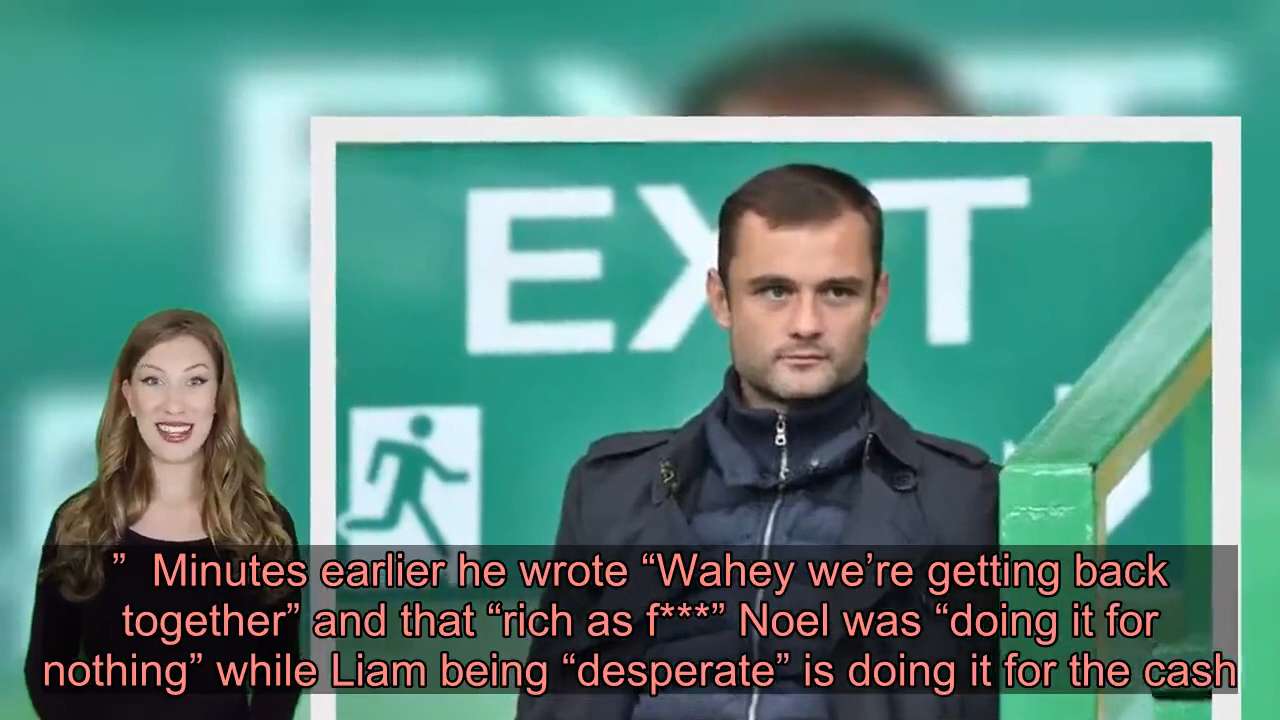 EXIT
” Minutes earlier he wrote “Wahey we’re getting back
together” and that “rich as f***” Noel was “doing it for
nothing” while Liam being “desperate” is doing it for the cash